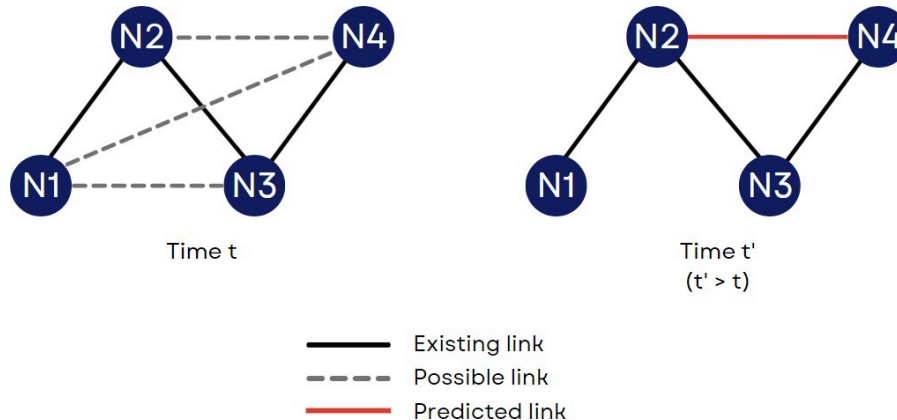 N2
N4
N1
N3
Time t
N2
N4
N1
N3
Time t'
(t' > t)
Existing link
Possible link
Predicted link